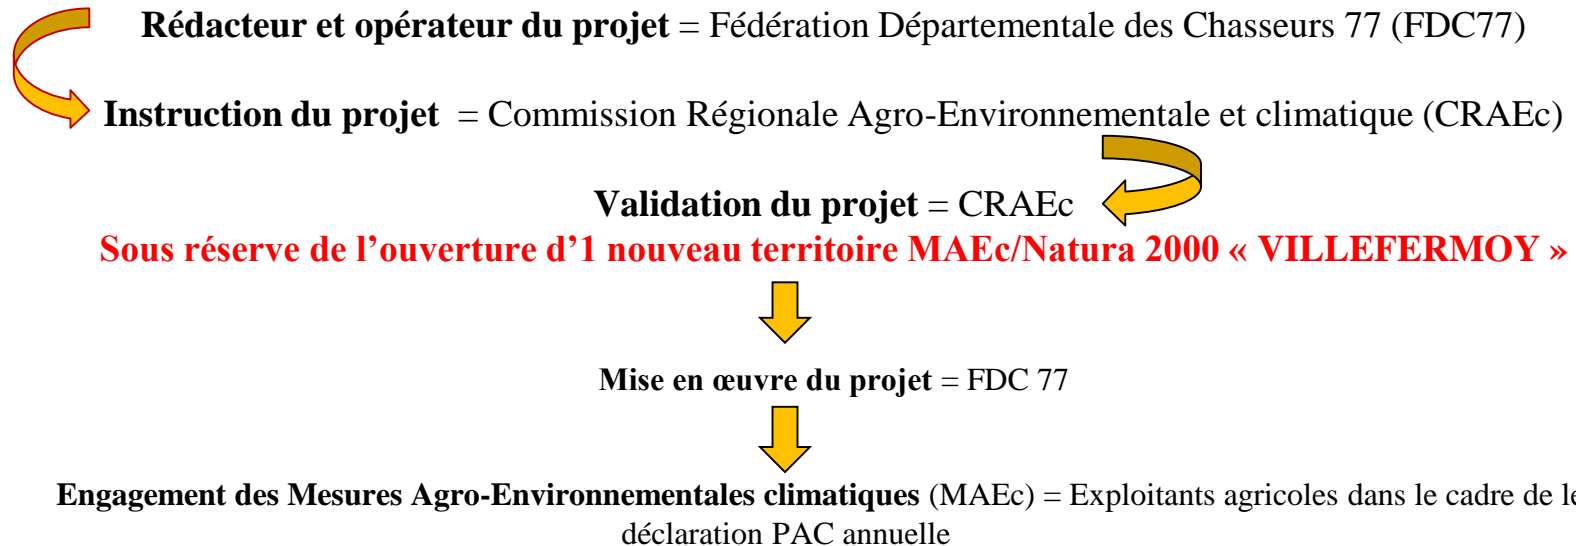 Rédacteur et opérateur du projet = Fédération Départementale des Chasseurs 77 (FDC77)
Instruction du projet = Commission Régionale Agro-Environnementale et climatique (CRAEc)
Validation du projet = CRAEc
Sous réserve de l’ouverture d’1 nouveau territoire MAEc/Natura 2000 « VILLEFERMOY »
Mise en œuvre du projet = FDC 77
Engagement des Mesures Agro-Environnementales climatiques (MAEc) = Exploitants agricoles dans le cadre de
déclaration PAC annuelle